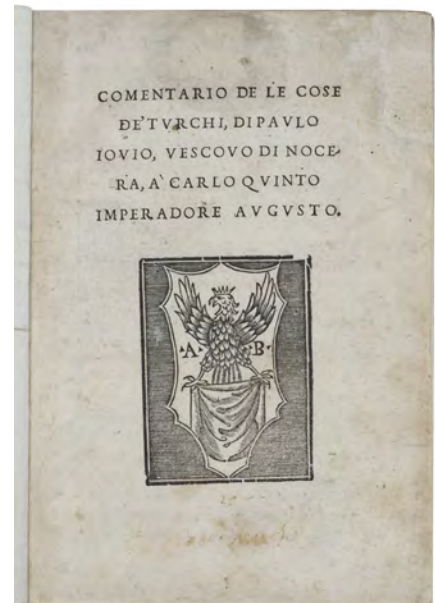 COMENTARIO DE LE COSE
DE'TVRCHI, DI PAVLO
IOVIO, VESCOVO DI NOCE-
RA, A' CARLO QVINTO
IMPERADORE AVGVSTO.
·A· ·B·